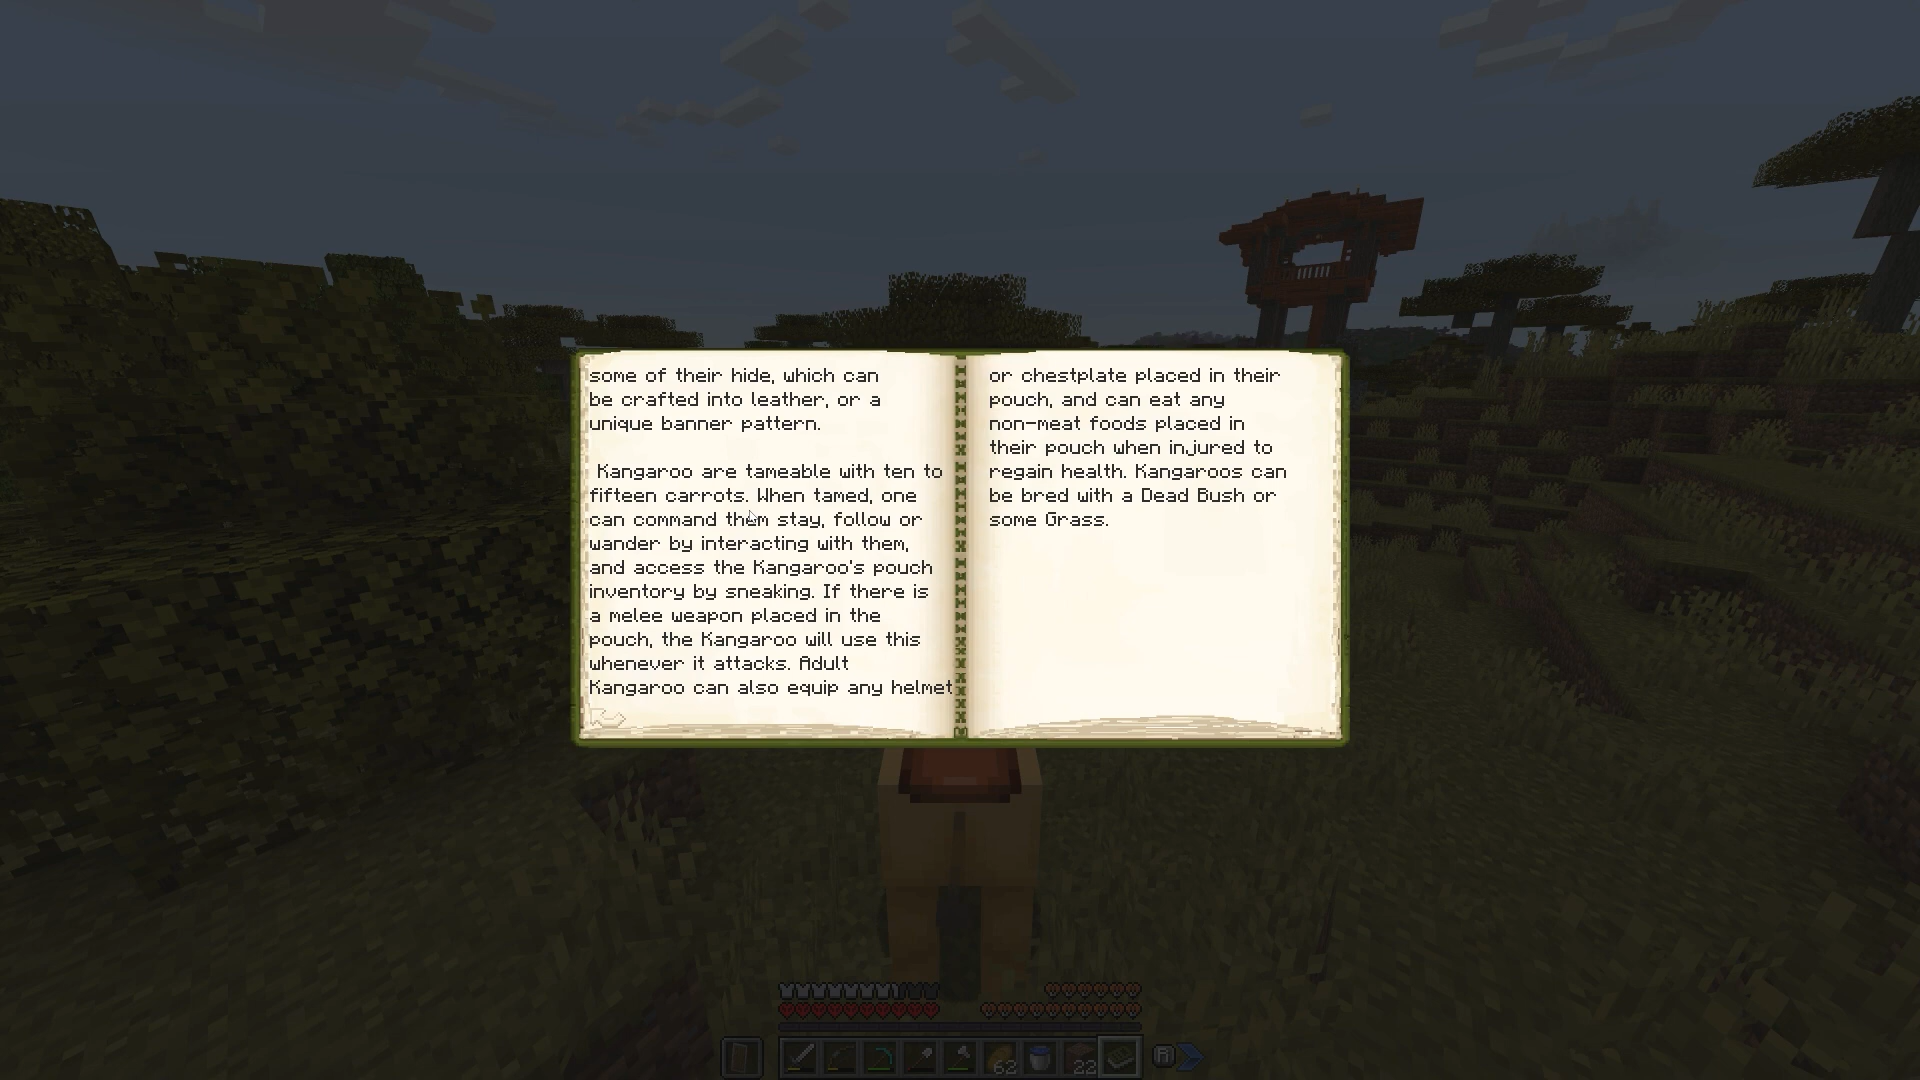 some of their hide, which can
be crafted into leather, or a
unique banner pattern.
Kangaroo are tameable with ten to
fifteen carrots. When tamed, one
can command them stay, follow or
wander by interacting with them,
and access the Kangaroo's pouch
inventory by sneaking. If there is
a melee weapon placed in the
pouch, the Kangaroo will use this
whenever it attacks. Adult
Kangaroo can also equip any helmet
or chestplate placed in their
pouch, and can eat any
non-meat foods placed in
their pouch when injured to
regain health. Kangaroos can
be bred with a Dead Bush or
some Grass.
62
22
R